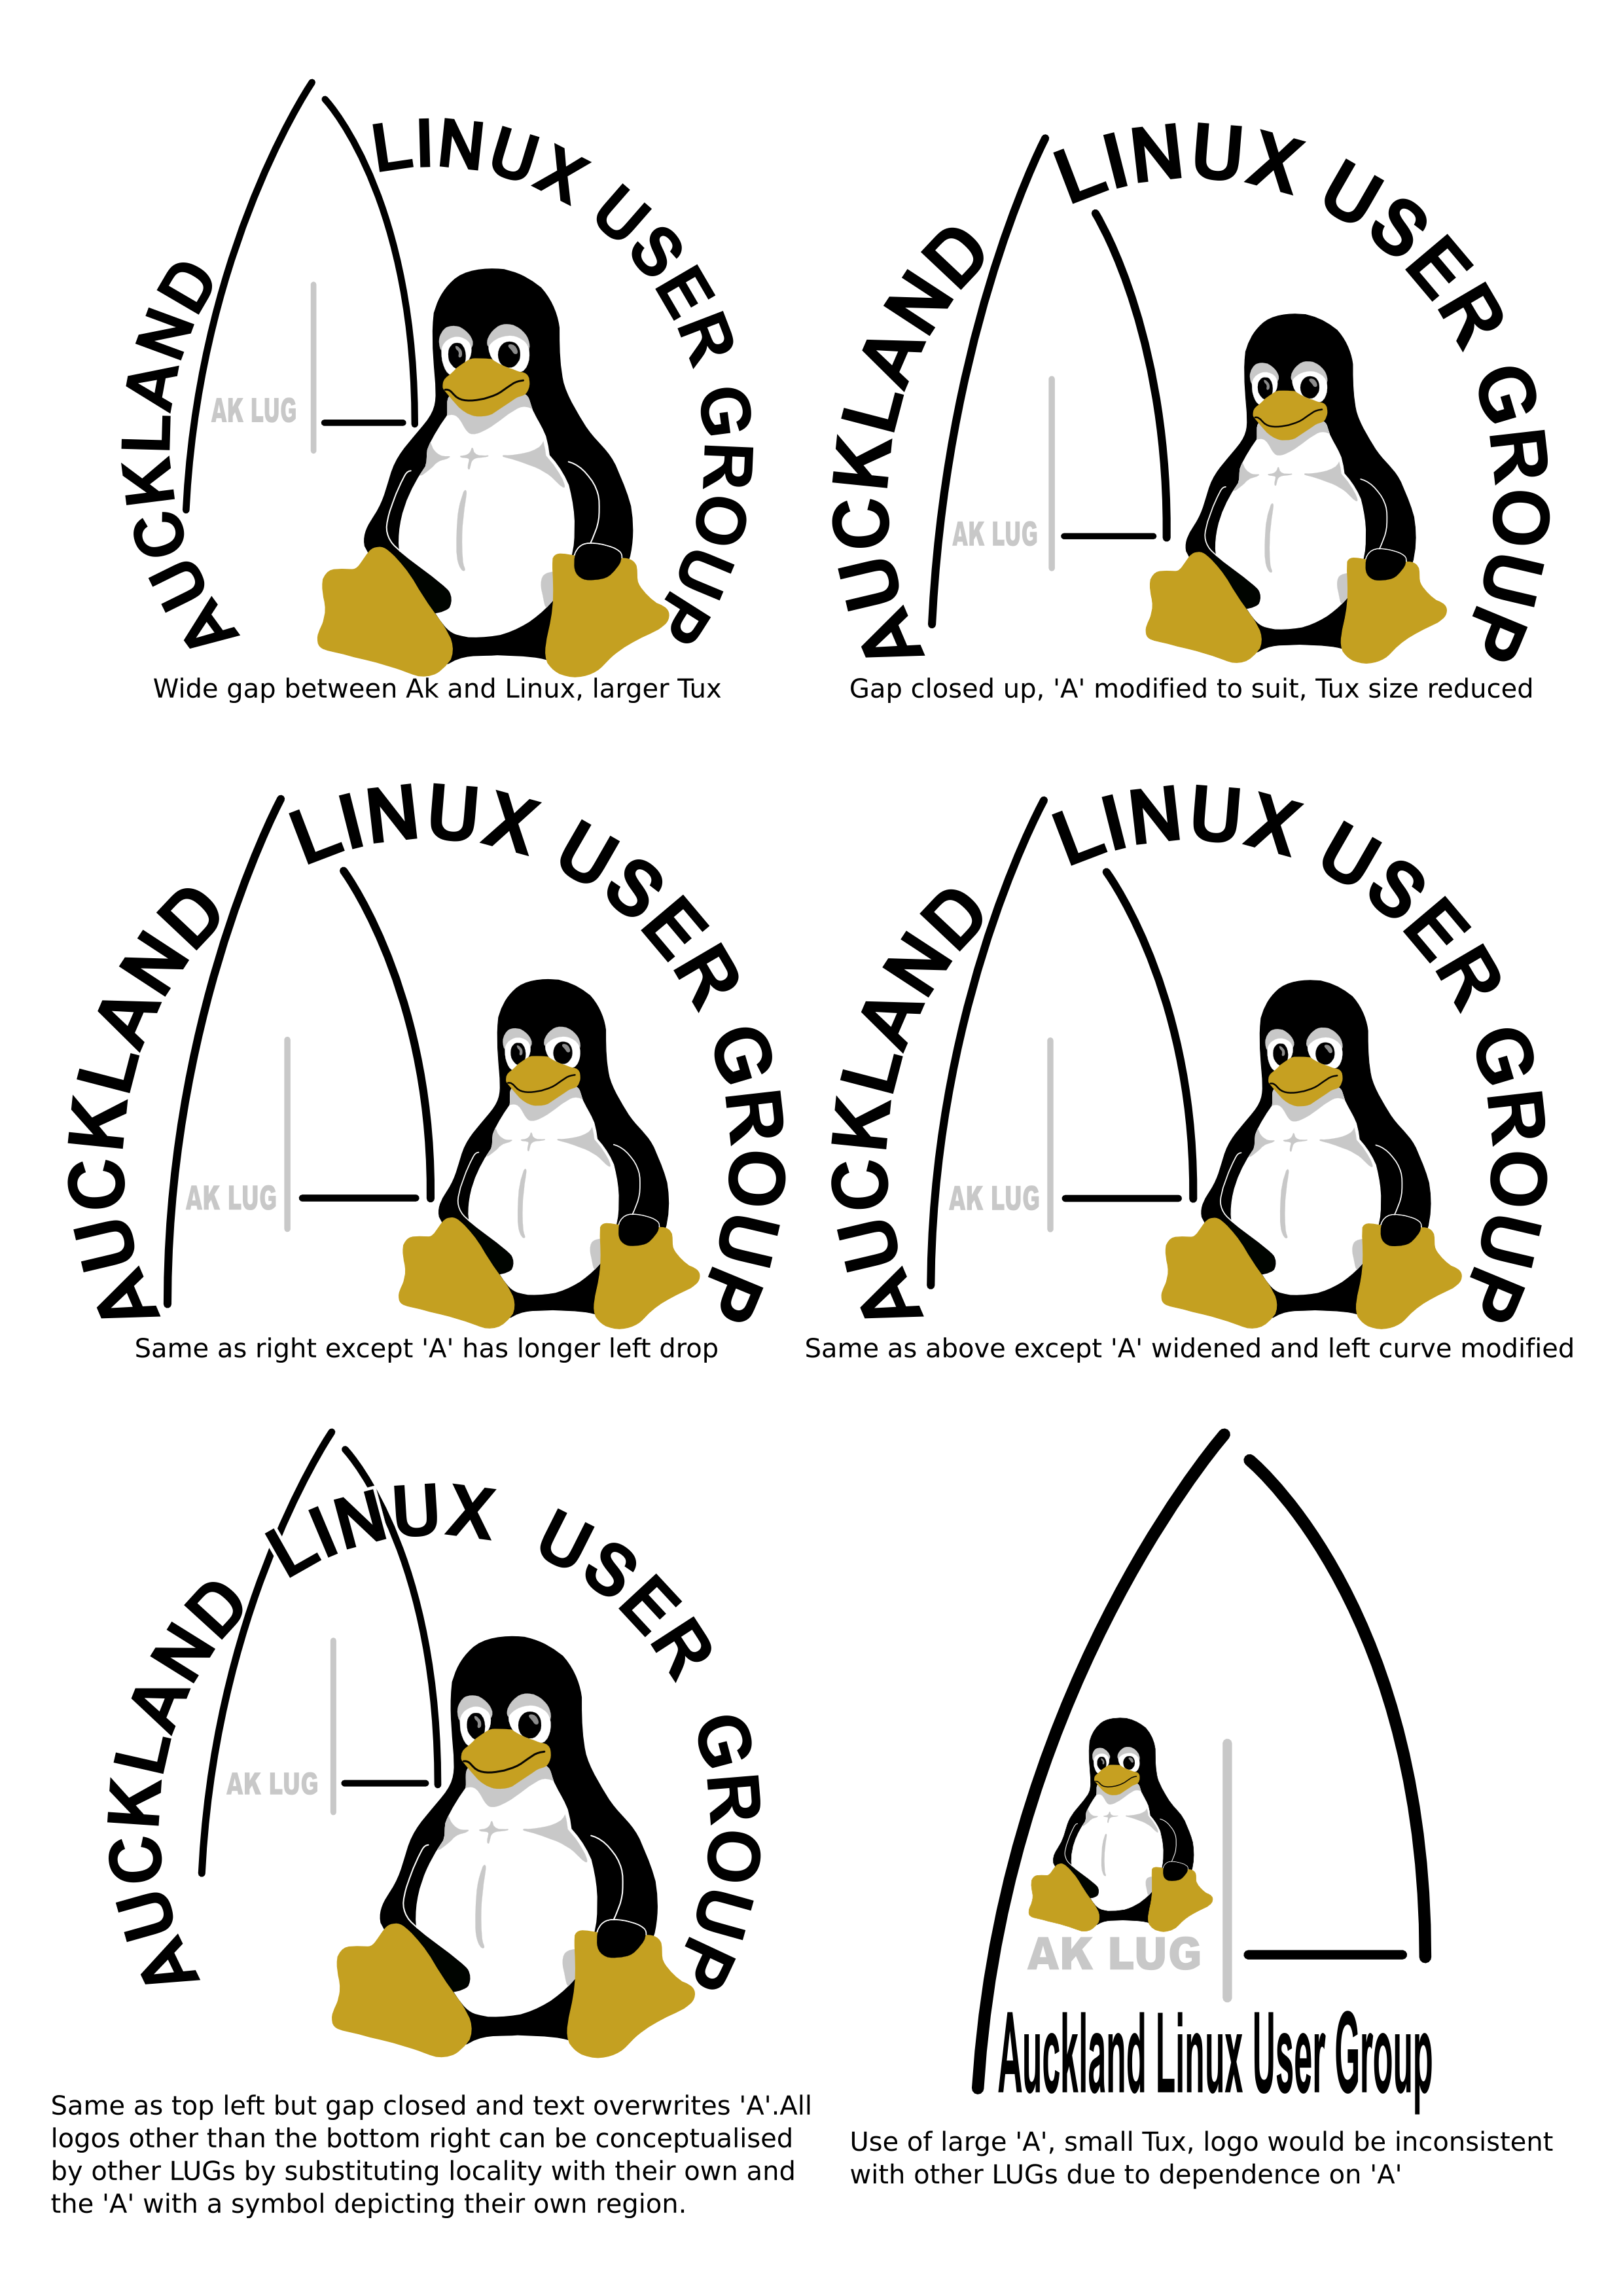 AUCKLAND LINUX USER GROUP
AK LUG
Wide gap between Ak and Linux, larger Tux
AUCKLAND LINUX USER GROUP
AK LUG
Gap closed up, 'A' modified to suit, Tux size reduced
AUCKLAND LINUX USER GROUP
AK LUG
Same as right except 'A' has longer left drop
AUCKLAND LINUX USER GROUP
AK LUG
Same as above except 'A' widened and left curve modified
AUCKLAND LINUX USER GROUP
AK LUG
Same as top left but gap closed and text overwrites 'A'.All
logos other than the bottom right can be conceptualised
by other LUGs by substituting locality with their own and
the 'A' with a symbol depicting their own region.
AK LUG
Auckland Linux User Group
Use of large 'A', small Tux, logo would be inconsistent
with other LUGs due to dependence on 'A'